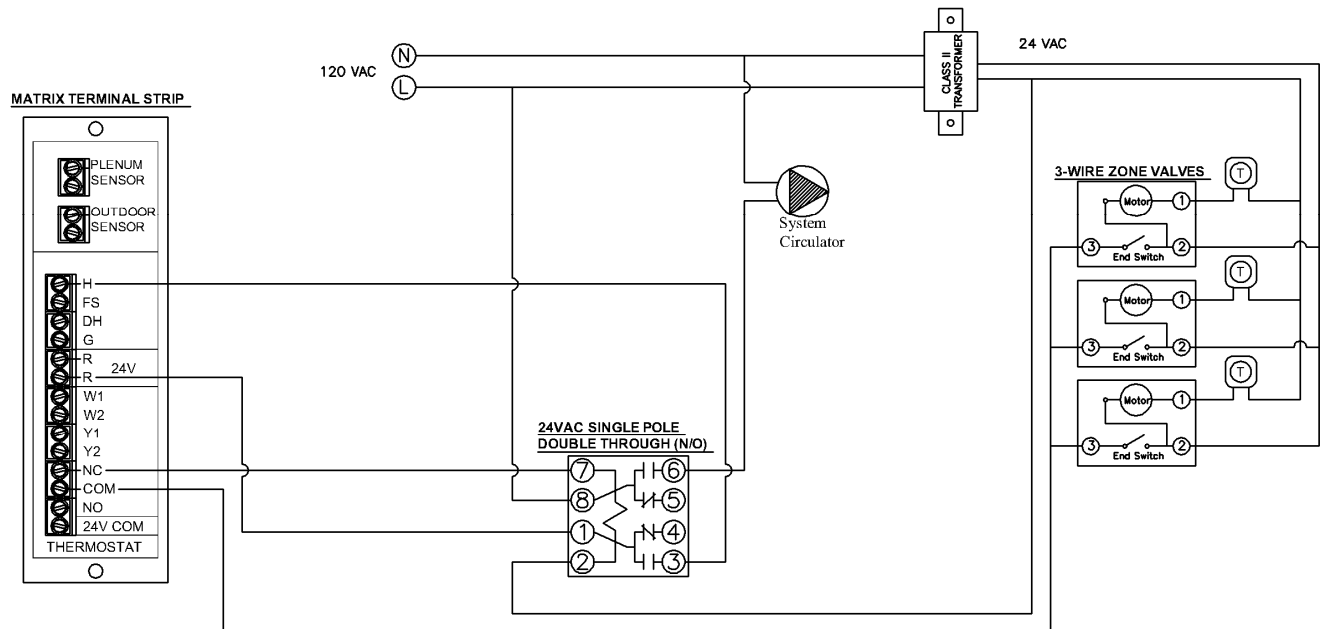 N
24 VAC
CLASS II
TRANSFORMER
120 VAC
L
MATRIX TERMINAL STRIP
PLENUM
SENSOR
OUTDOOR
SENSOR
H
FS
DH
G
R
24V
R
W1
W2
Y1
Y2
NC
COM
NO
24V COM
THERMOSTAT
System
Circulator
24VAC SINGLE POLE
DOUBLE THROUGH (N/O)
7
6
8
5
1
4
2
3
3-WIRE ZONE VALVES
T
Motor
1
3
2
End Switch
T
Motor
1
3
2
End Switch
T
Motor
1
3
2
End Switch